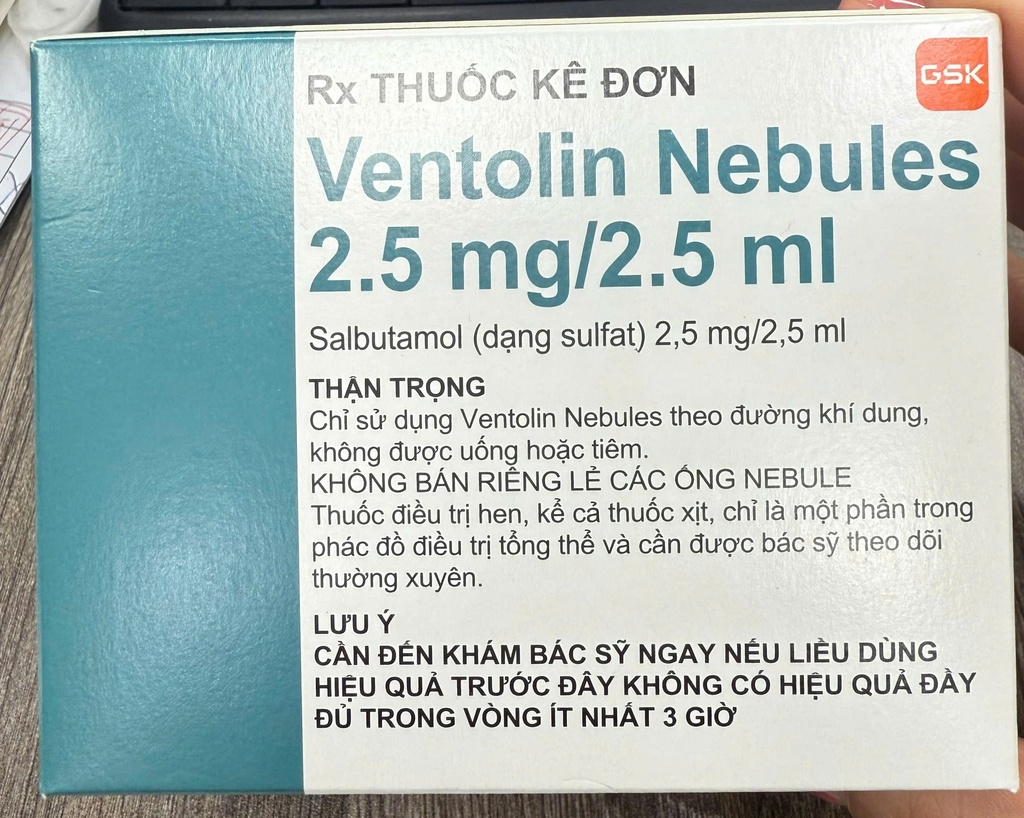 Rx THUỐC KÊ ĐƠN
GSK
Ventolin Nebules
2.5 mg/2.5 ml
Salbutamol (dạng sulfat) 2,5 mg/2,5 ml
THẬN TRỌNG
Chỉ sử dụng Ventolin Nebules theo đường khí dung,
không được uống hoặc tiêm.
KHÔNG BÁN RIÊNG LẺ CÁC ỐNG NEBULE
Thuốc điều trị hen, kể cả thuốc xịt, chỉ là một phần trong
phác đồ điều trị tổng thể và cần được bác sỹ theo dõi
thường xuyên.
LƯU Ý
CẦN ĐẾN KHÁM BÁC SỸ NGAY NẾU LIỀU DÙNG
HIỆU QUẢ TRƯỚC ĐÂY KHÔNG CÓ HIỆU QUẢ ĐẦY
ĐỦ TRONG VÒNG ÍT NHẤT 3 GIỜ